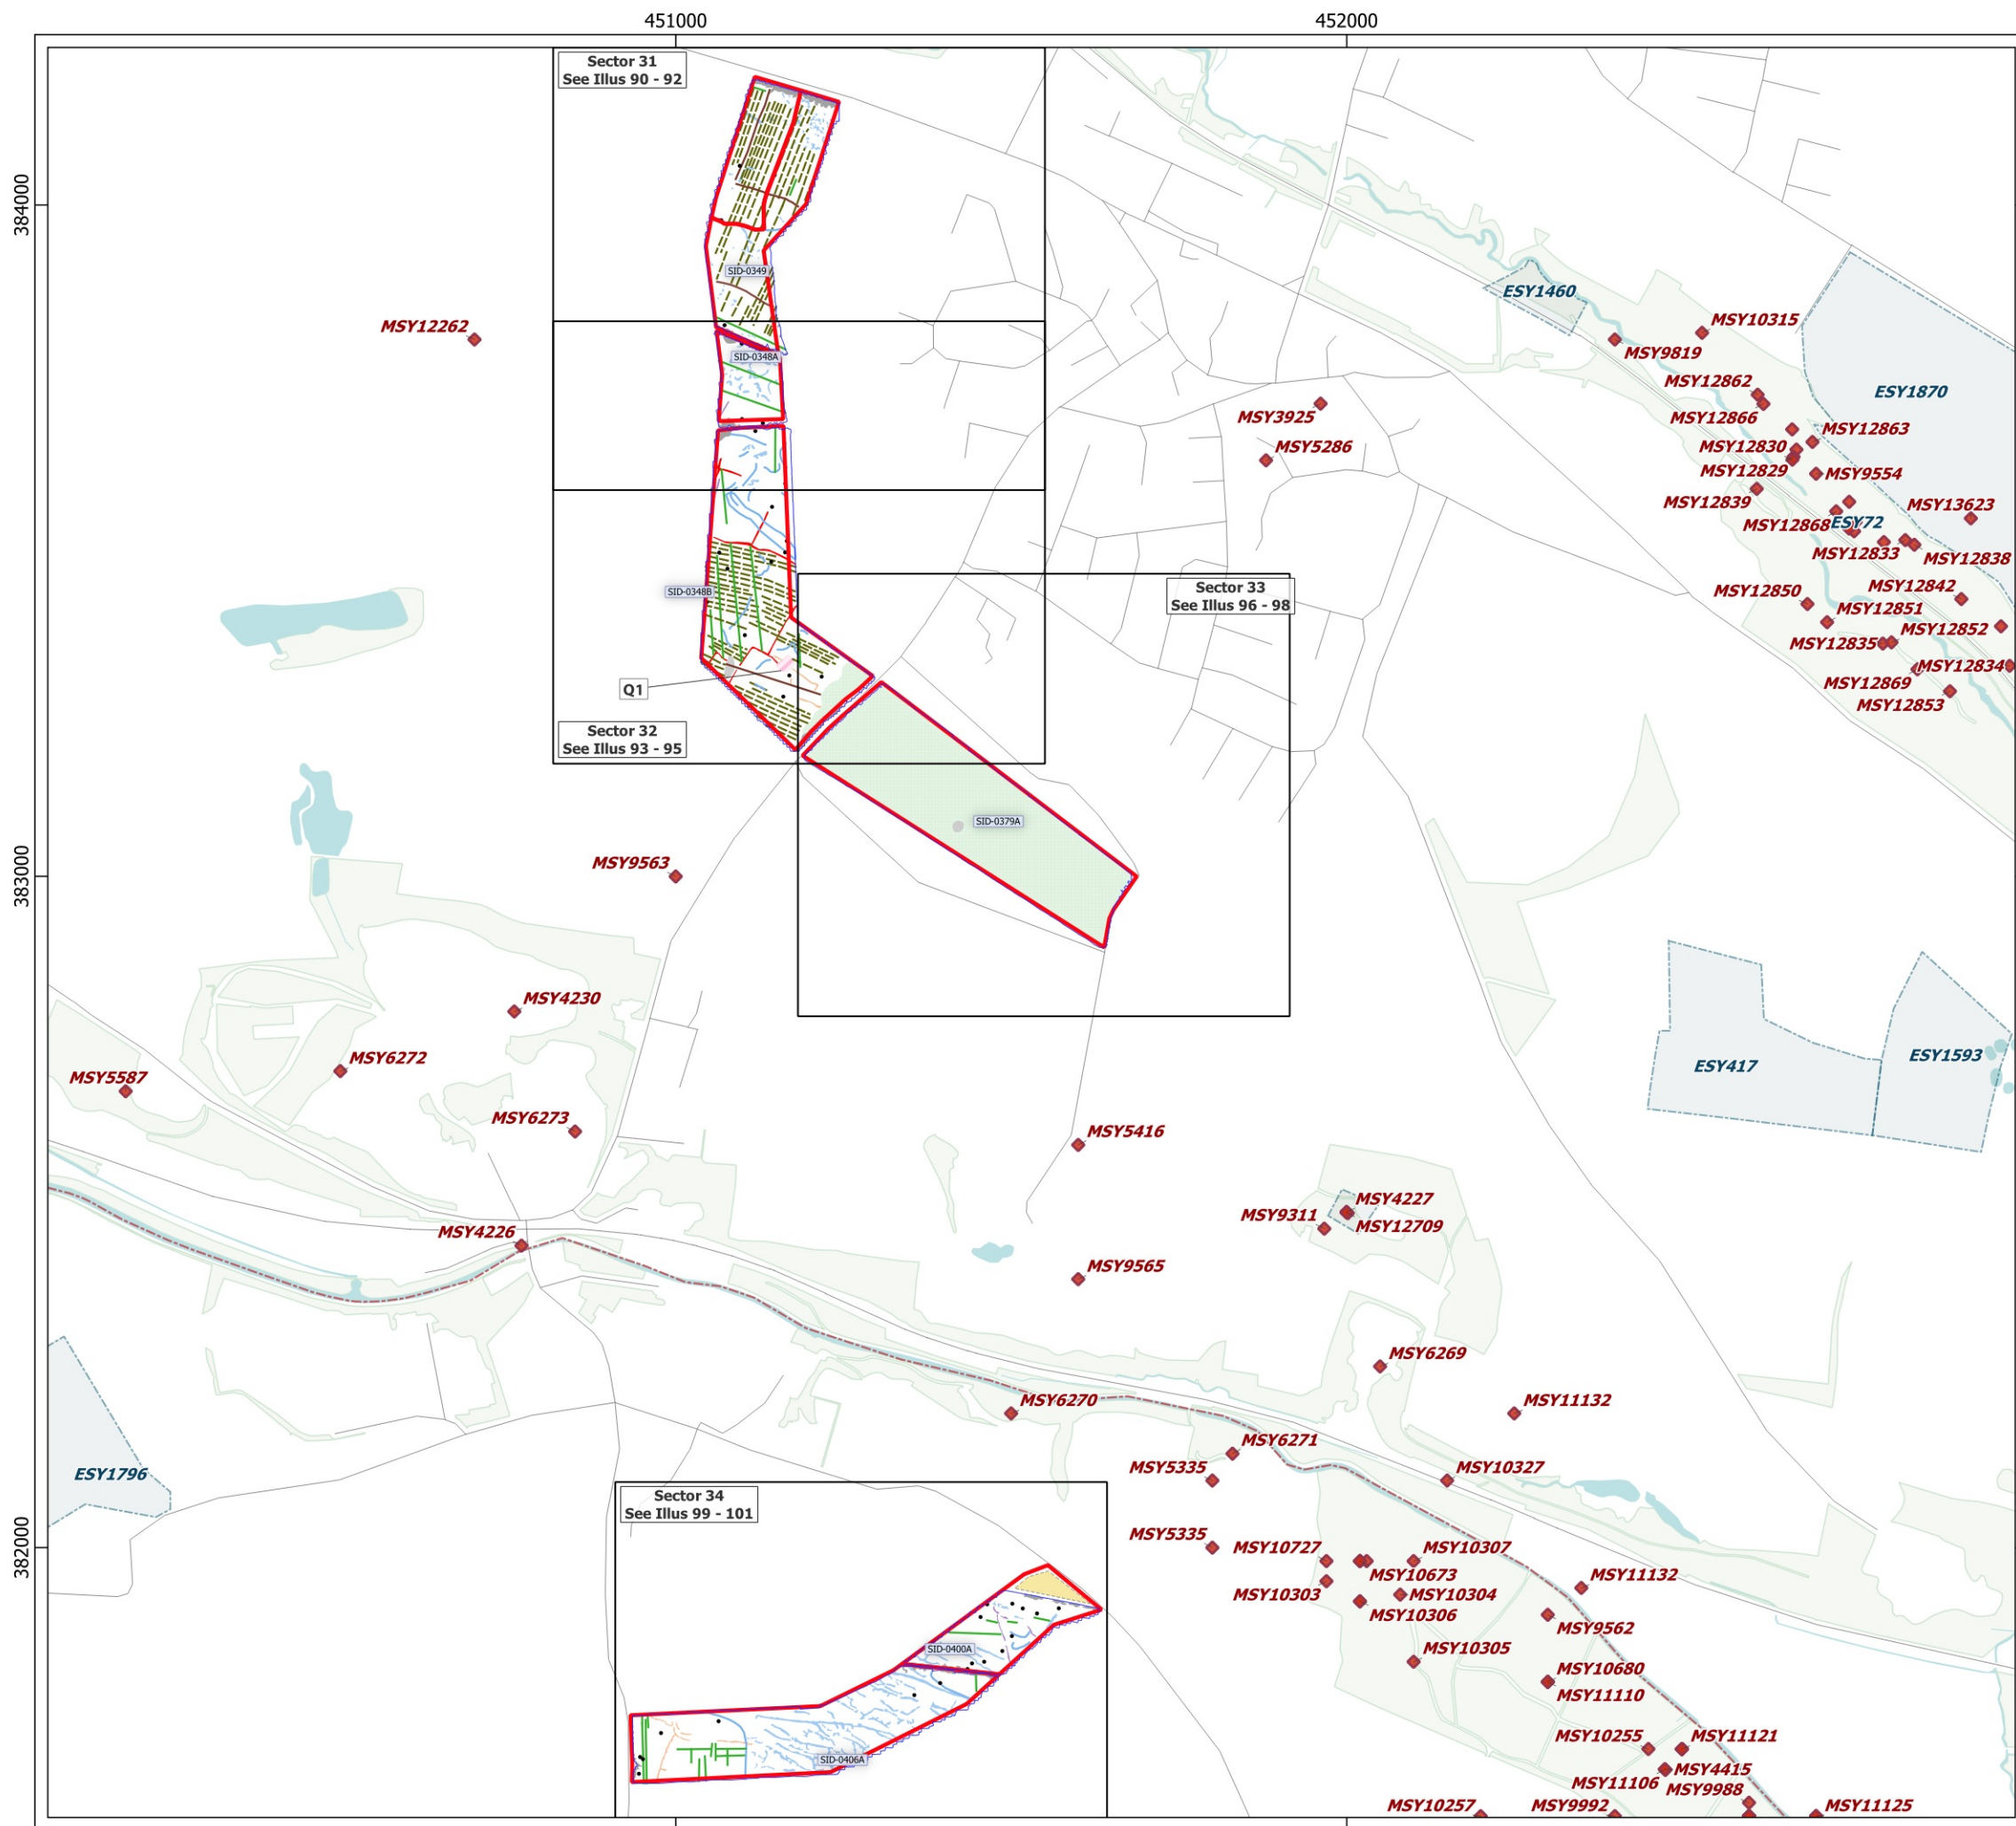 451000
452000
Sector 31
See Illus 90 - 92
384000
SID-0349
ESY1460
MSY12262
MSY10315
MSY9819
SID-0348A
MSY12862
ESY1870
MSY3925
MSY12866
MSY12863
MSY5286
MSY12830
MSY12829
MSY9554
MSY12839
MSY13623
MSY12868
ESY72
MSY12833
MSY12838
SID-0348B
Sector 33
See Illus 96 - 98
MSY12842
MSY12850
MSY12851
MSY12852
MSY12835
MSY12834
Q1
MSY12869
MSY12853
Sector 32
See Illus 93 - 95
SID-0379A
383000
MSY9563
MSY4230
MSY6272
MSY5587
ESY417
ESY1593
MSY6273
MSY5416
MSY4227
MSY9311
MSY12709
MSY4226
MSY9565
MSY6269
MSY6270
MSY11132
MSY6271
MSY5335
MSY10327
ESY1796
Sector 34
See Illus 99 - 101
382000
MSY5335
MSY10727
MSY10307
MSY10673
MSY11132
MSY10303
MSY10304
MSY10306
MSY9562
SID-0400A
MSY10305
MSY10680
MSY11110
MSY10255
MSY11121
SID-0406A
MSY4415
MSY11106
MSY9988
MSY10257
MSY9992
MSY11125